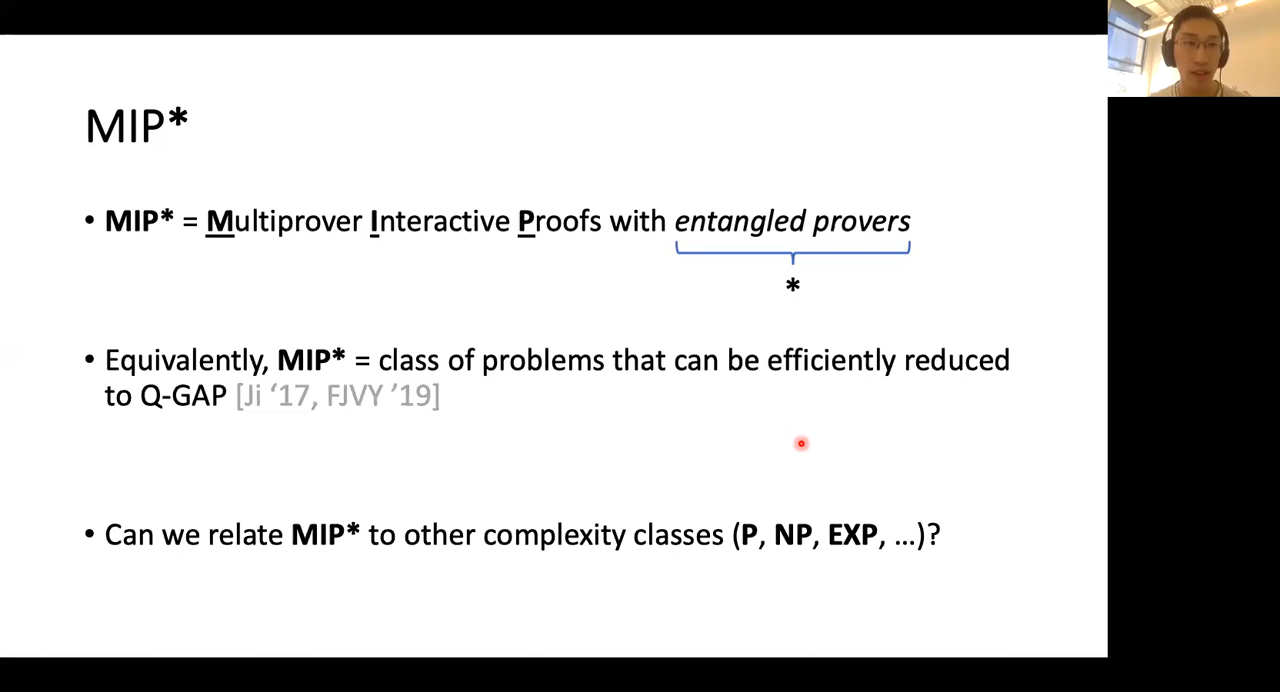 MIP*
• MIP* = Multiprover Interactive Proofs with entangled provers
*
• Equivalently, MIP* = class of problems that can be efficiently reduced
to Q-GAP [Ji ‘17, FJVY ’19]
• Can we relate MIP* to other complexity classes (P, NP, EXP, …)?